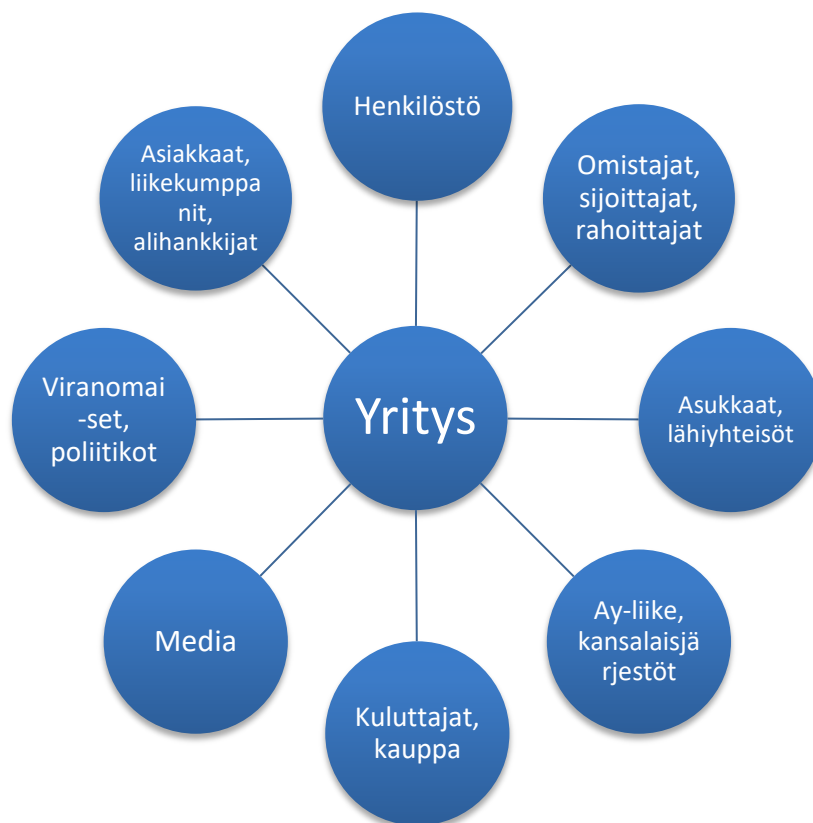 Henkilöstö
Omistajat,
sijoittajat,
rahoittajat
Asukkaat,
lähiyhteisöt
Ay-liike,
kansalaisjä
rjestöt
Kuluttajat,
kauppa
Media
Viranomai
-set,
poliitikot
Asiakkaat,
liikekumppa
nit,
alihankkijat
Yritys